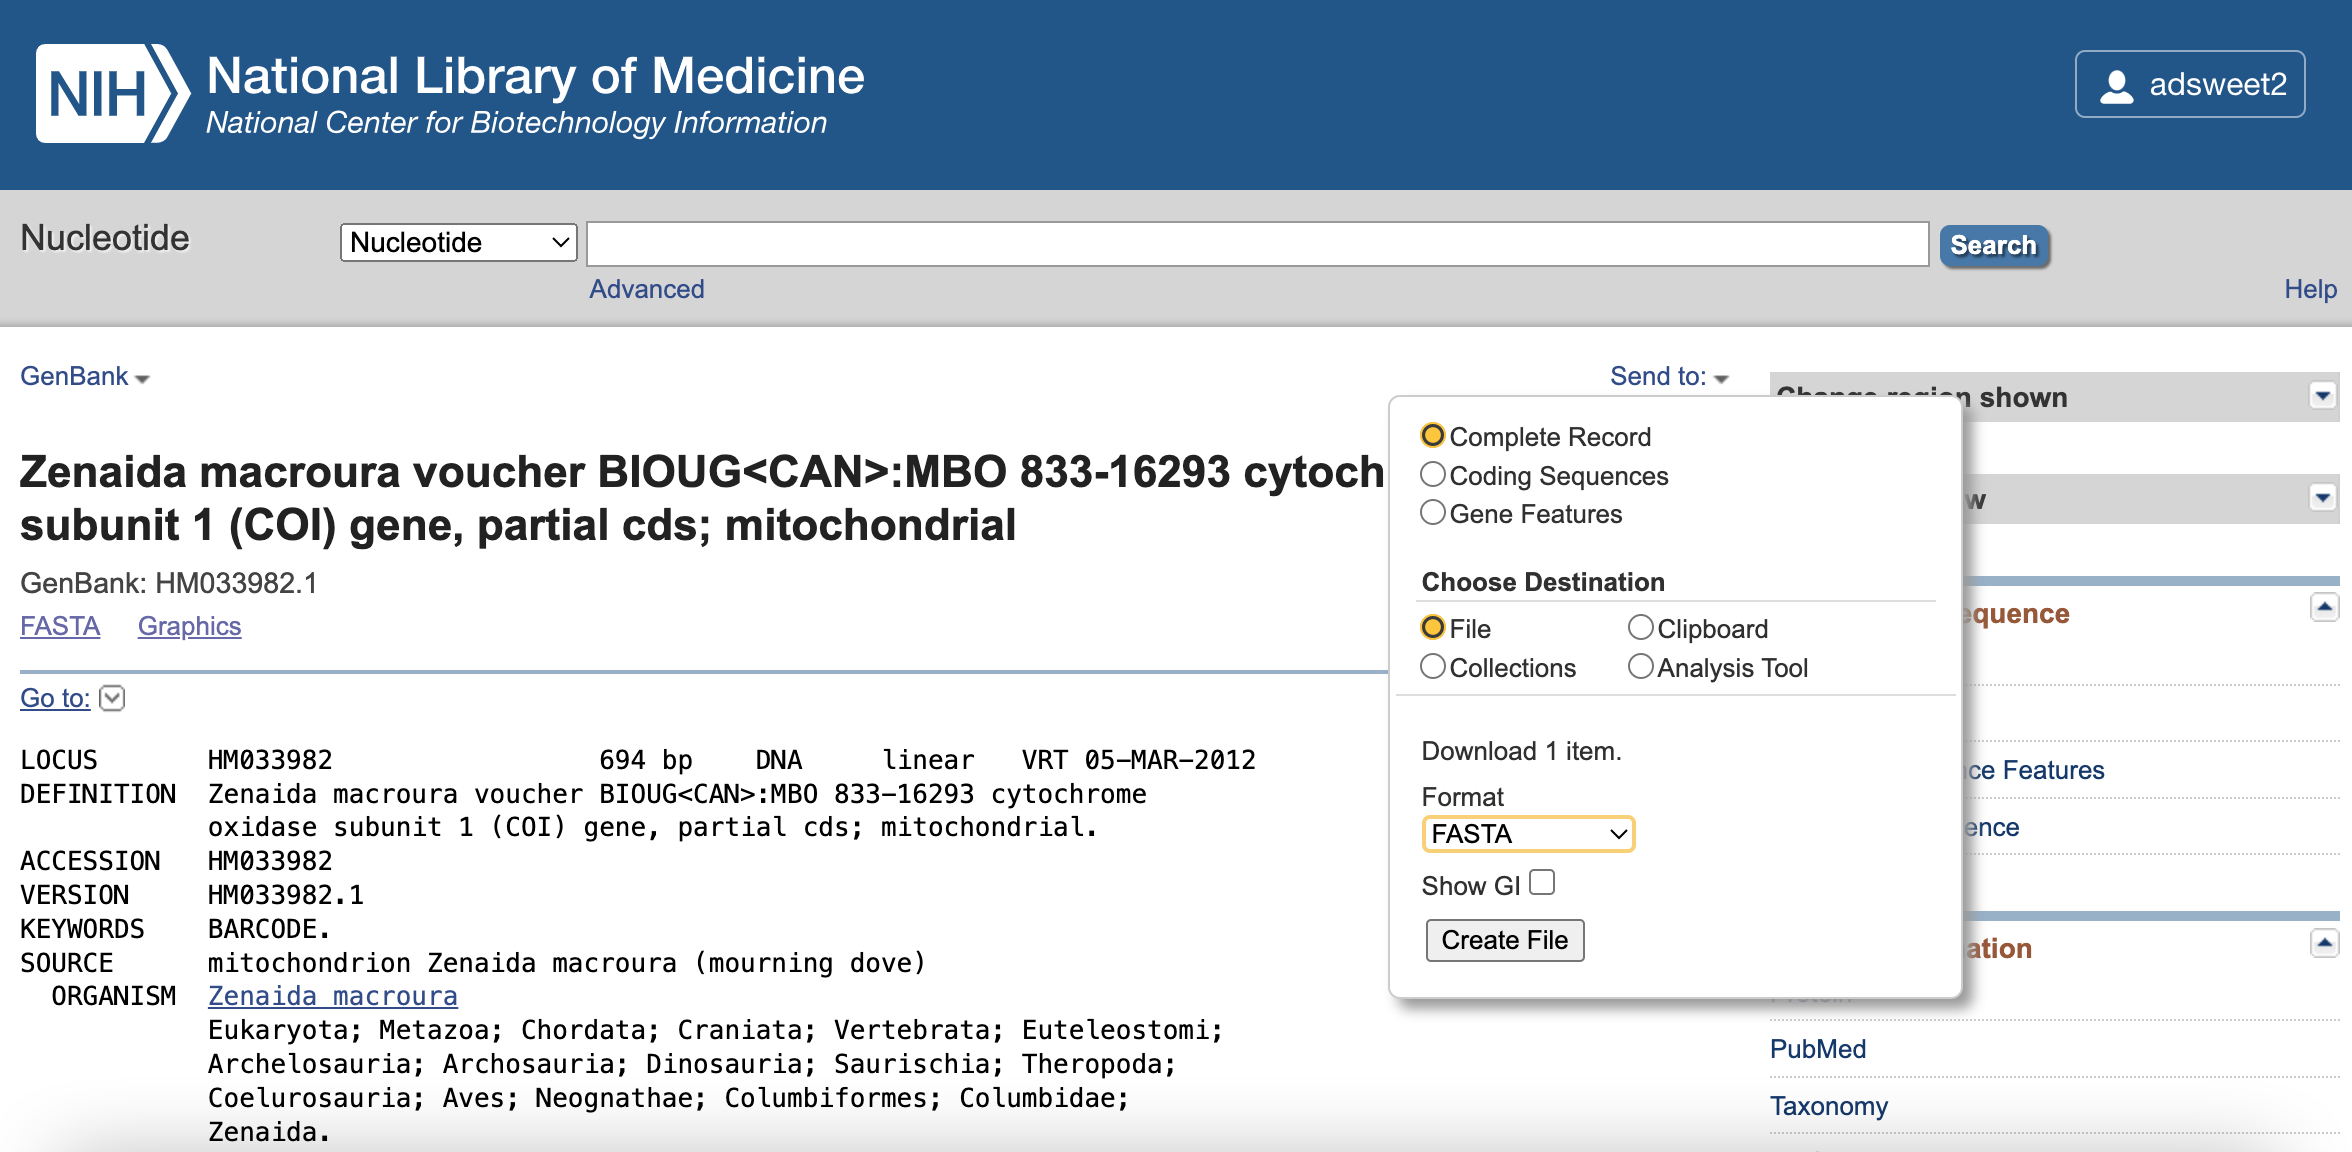 NIH National Library of Medicine
National Center for Biotechnology Information
adsweet2
Nucleotide
Nucleotide
Search
Advanced
Help
GenBank
Send to:
Change region shown
Complete Record
Coding Sequences
Gene Features
Zenaida macroura voucher BIOUG<CAN>:MBO 833-16293 cytoch
subunit 1 (COI) gene, partial cds; mitochondrial
GenBank: HM033982.1
FASTA Graphics
Go to:
Choose Destination
File
Clipboard
Collections
Analysis Tool
Download 1 item.
Format
FASTA
Show GI
Create File
LOCUS HM033982 694 bp DNA linear VRT 05-MAR-2012
DEFINITION Zenaida macroura voucher BIOUG<CAN>:MBO 833-16293 cytochrome
oxidase subunit 1 (COI) gene, partial cds; mitochondrial.
ACCESSION HM033982
VERSION HM033982.1
KEYWORDS BARCODE.
SOURCE mitochondrion Zenaida macroura (mourning dove)
ORGANISM Zenaida macroura
Eukaryota; Metazoa; Chordata; Craniata; Vertebrata; Euteleostomi;
Archelosauria; Archosauria; Dinosauria; Saurischia; Theropoda;
Coelurosauria; Aves; Neognathae; Columbiformes; Columbidae;
Zenaida.
w
equence
ce Features
ence
ation
PubMed
Taxonomy